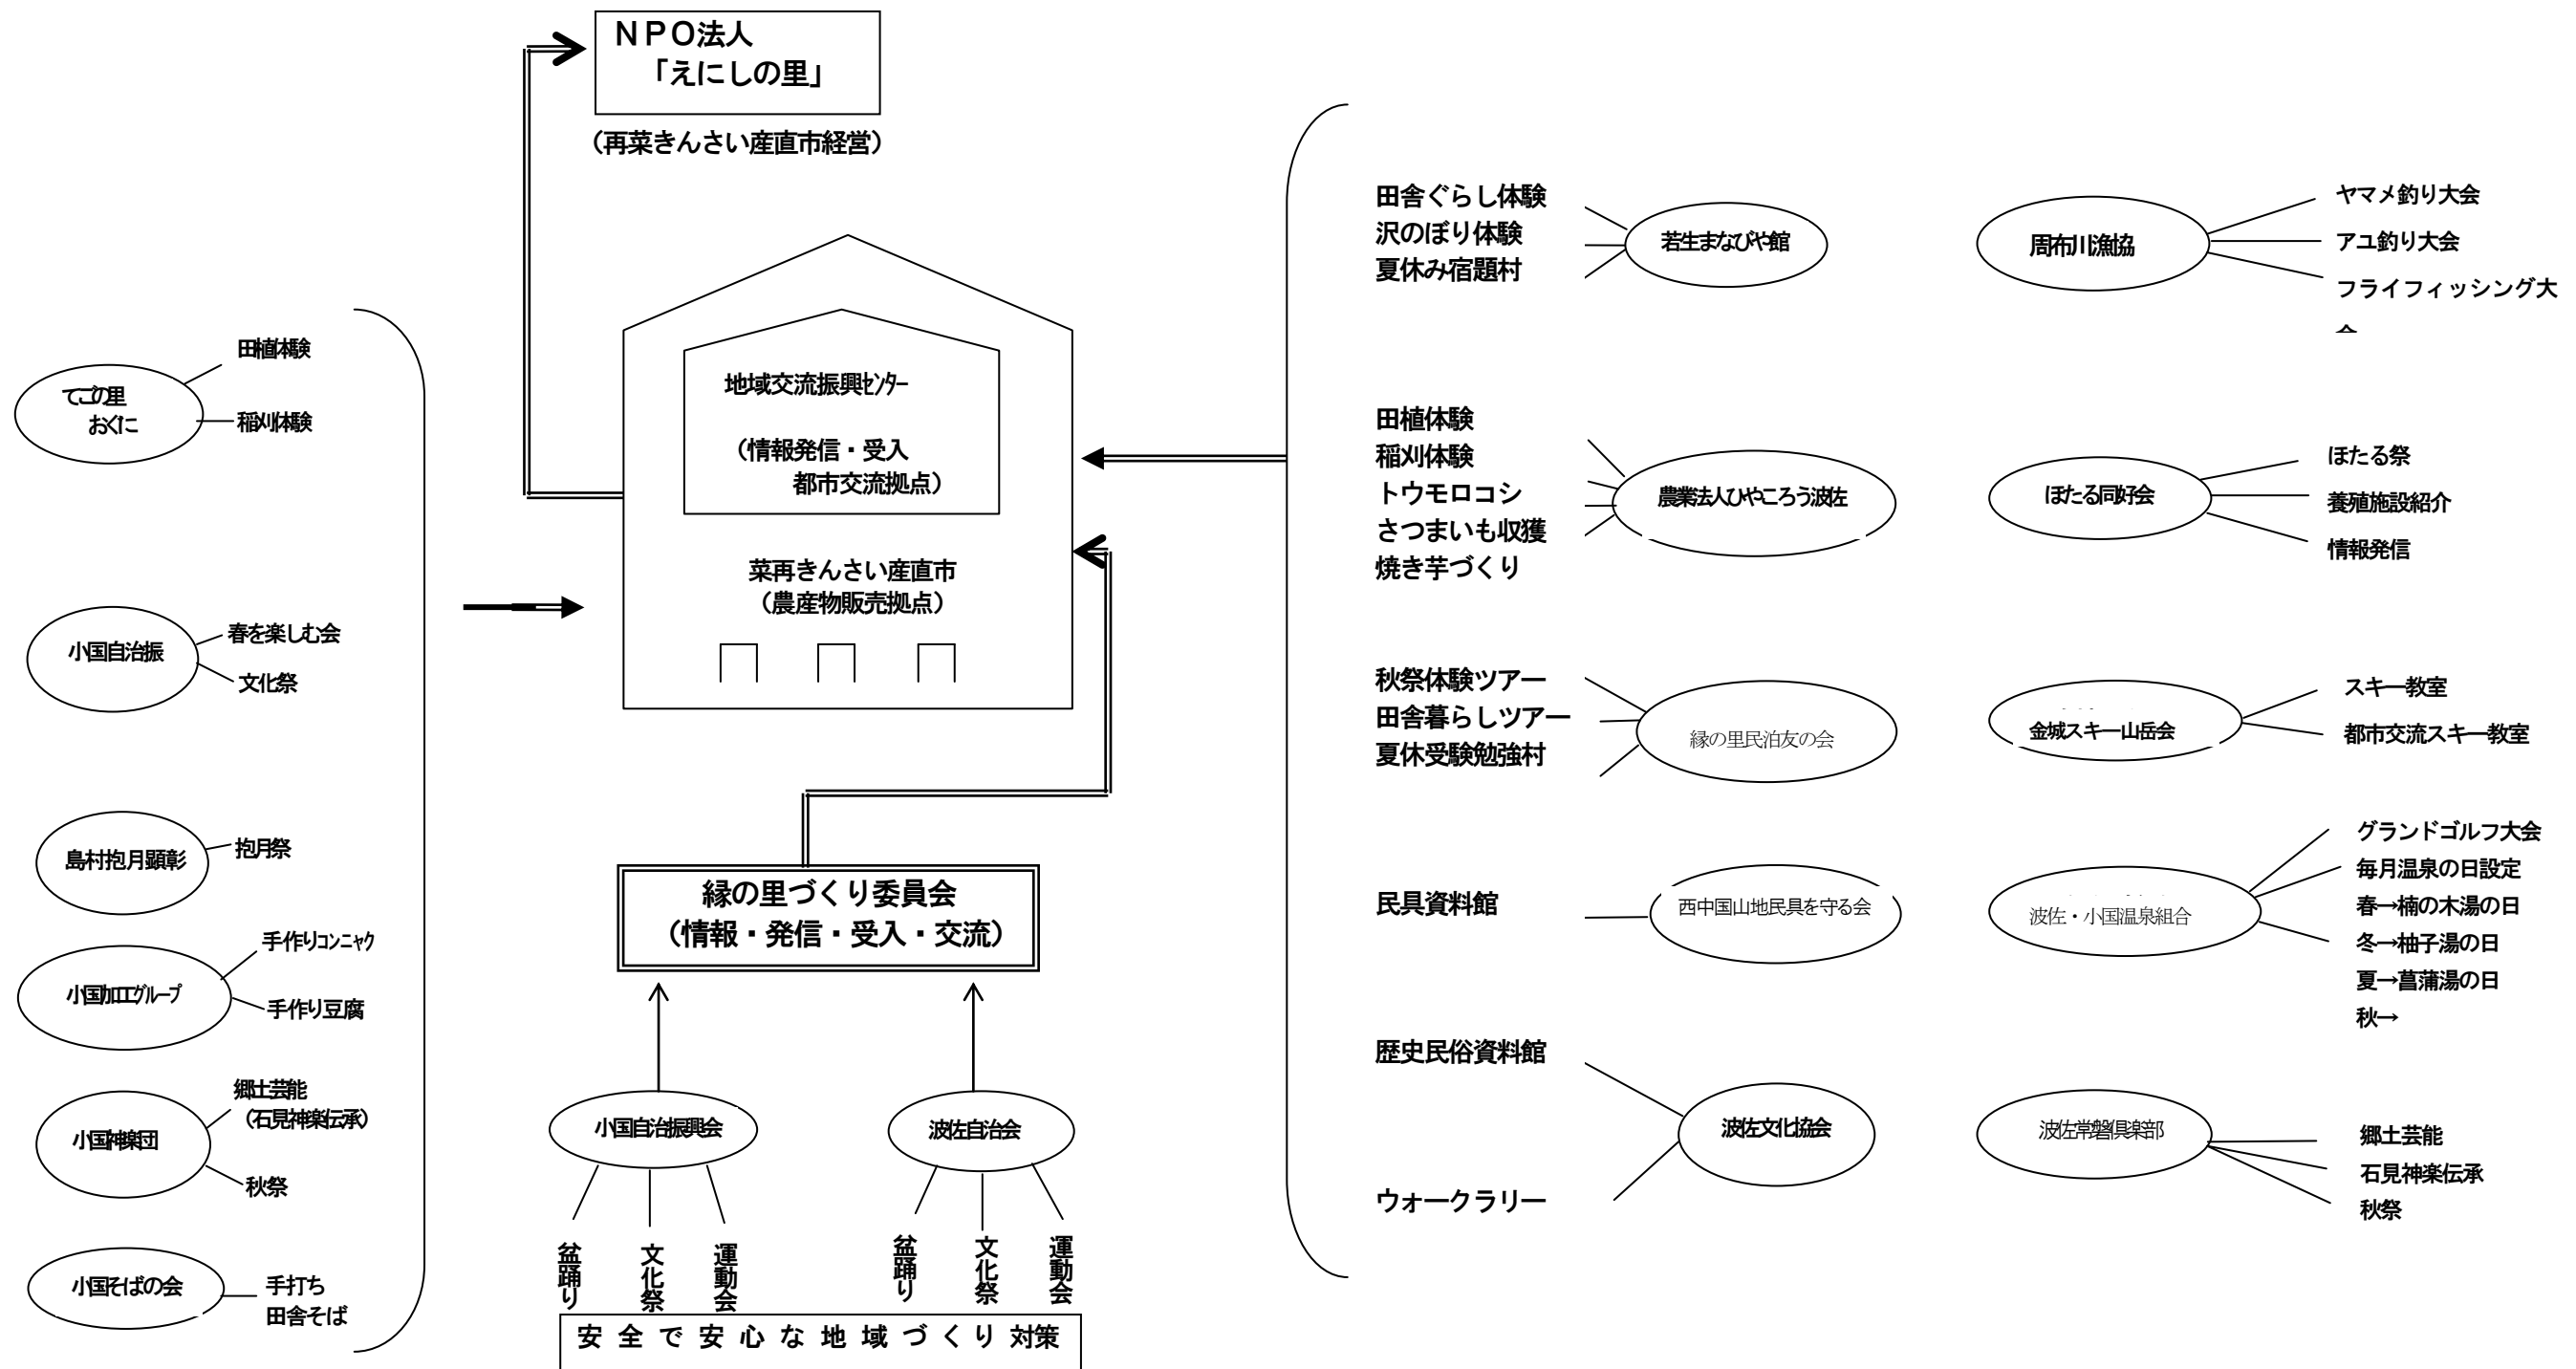 NPO法人
「えにしの里」
（再菜きんさい産直市経営）
地域交流振興ｾﾝﾀｰ
（情報発信・受入
都市交流拠点）
菜再きんさい産直市
（農産物販売拠点）
縁の里づくり委員会
（情報・発信・受入・交流）
小国自治振興会
盆踊り
文化祭
運動会
波佐自治会
盆踊り
文化祭
運動会
安全で安心な地域づくり対策
てごの里
おぐに
田植体験
稲刈体験
小国自治振
春を楽しむ会
文化祭
島村抱月顕彰
抱月祭
小国加工ｸﾞﾙｰﾌﾟ
手作りｺﾝﾆｬｸ
手作り豆腐
小国神楽団
郷土芸能
（石見神楽伝承）
秋祭
小国そばの会
手打ち
田舎そば
田舎ぐらし体験
沢のぼり体験
夏休み宿題村
若生まなびや館
田植体験
稲刈体験
トウモロコシ
さつまいも収獲
焼き芋づくり
農業法人ひやころう波佐
秋祭体験ツアー
田舎暮らしツアー
夏休受験勉強村
縁の里民泊友の会
民具資料館
西中国山地民具を守る会
歴史民俗資料館
ウォークラリー
波佐文化協会
周布川漁協
ヤマメ釣り大会
アユ釣り大会
フライフィッシング大
ほたる同好会
ほたる祭
養殖施設紹介
情報発信
金城スキー山岳会
スキー教室
都市交流スキー教室
波佐・小国温泉組合
グランドゴルフ大会
毎月温泉の日設定
春→楠の木湯の日
冬→柚子湯の日
夏→菖蒲湯の日
秋→
波佐常磐倶楽部
郷土芸能
石見神楽伝承
秋祭